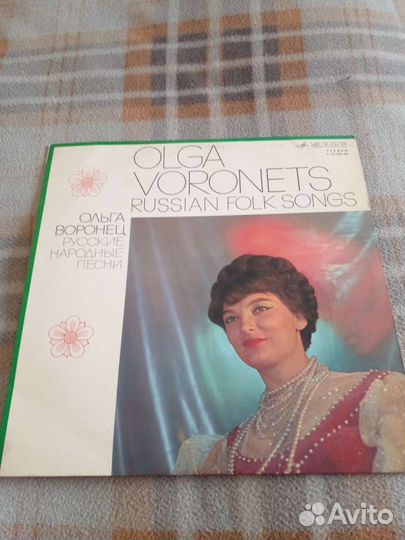 OLGA
VORONETS
RUSSIAN FOLK SONGS
STEREO
ОЛЬГА
ВОРОНЕЦ
РУССКИЕ
НАРОДНЫЕ
ПЕСНИ
Avito